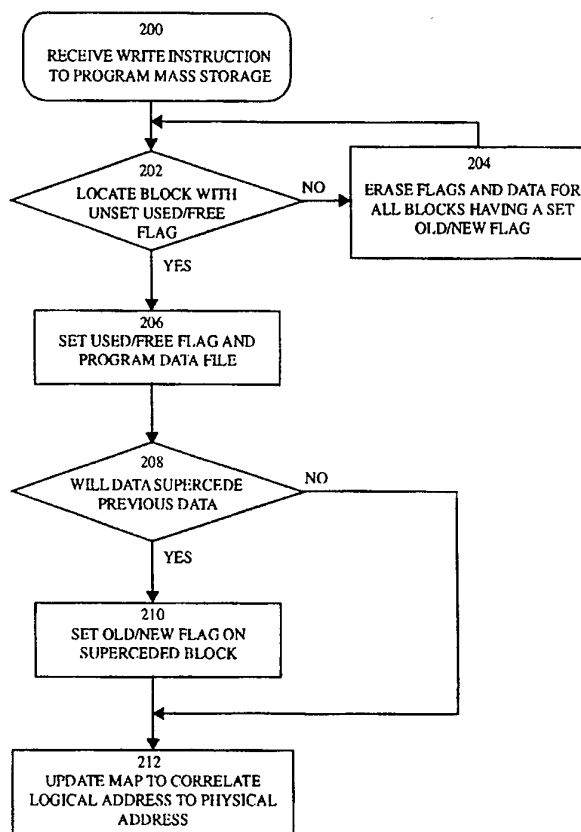 200
RECEIVE WRITE INSTRUCTION
TO PROGRAM MASS STORAGE
202
LOCATE BLOCK WITH
UNSET USED/FREE
FLAG
NO
204
ERASE FLAGS AND DATA FOR
ALL BLOCKS HAVING A SET
OLD/NEW FLAG
YES
206
SET USED/FREE FLAG AND
PROGRAM DATA FILE
208
WILL DATA SUPERCEDE
PREVIOUS DATA
NO
YES
210
SET OLD/NEW FLAG ON
SUPERCEDED BLOCK
212
UPDATE MAP TO CORRELATE
LOGICAL ADDRESS TO PHYSICAL
ADDRESS